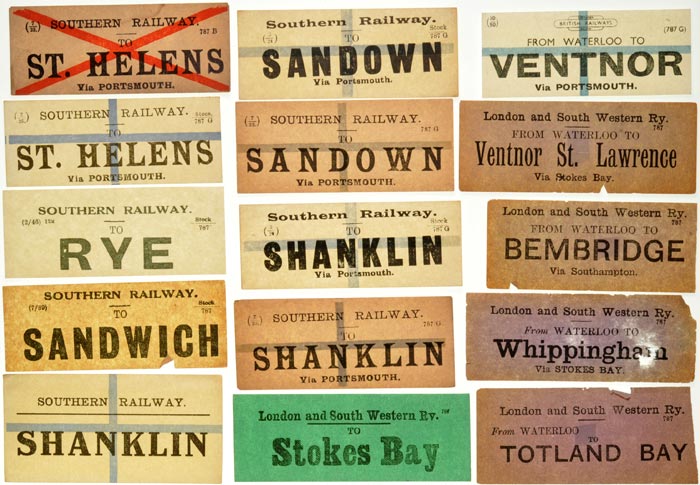 SOUTHERN RAILWAY.
787 B
TO
ST. HELENS
Via PORTSMOUTH.
SOUTHERN RAILWAY.
Stock
787 G
TO
ST. HELENS
Via PORTSMOUTH.
SOUTHERN RAILWAY.
(2/46)
Stock
787
TO
RYE
SOUTHERN RAILWAY.
Stock
787
TO
SANDWICH
SOUTHERN RAILWAY.
SHANKLIN
Southern Railway.
Stock
787 G
TO
SANDOWN
Via Portsmouth.
SOUTHERN RAILWAY.
787 G
TO
SANDOWN
Via PORTSMOUTH.
Southern Railway.
Stock
787 G
TO
SHANKLIN
Via Portsmouth.
SOUTHERN RAILWAY.
787/G
TO
SHANKLIN
Via PORTSMOUTH.
London and South Western Ry.
787
TO
Stokes Bay
BRITISH RAILWAYS
(787 G)
FROM WATERLOO TO
VENTNOR
Via PORTSMOUTH.
London and South Western Ry.
787
FROM WATERLOO TO
Ventnor St. Lawrence
Via Stokes Bay.
London and South Western Ry.
787
FROM WATERLOO TO
BEMBRIDGE
Via Southampton.
London and South Western Ry.
787
From WATERLOO TO
Whippingham
Via STOKES BAY.
London and South Western Ry.
787
From WATERLOO
TO
TOTLAND BAY